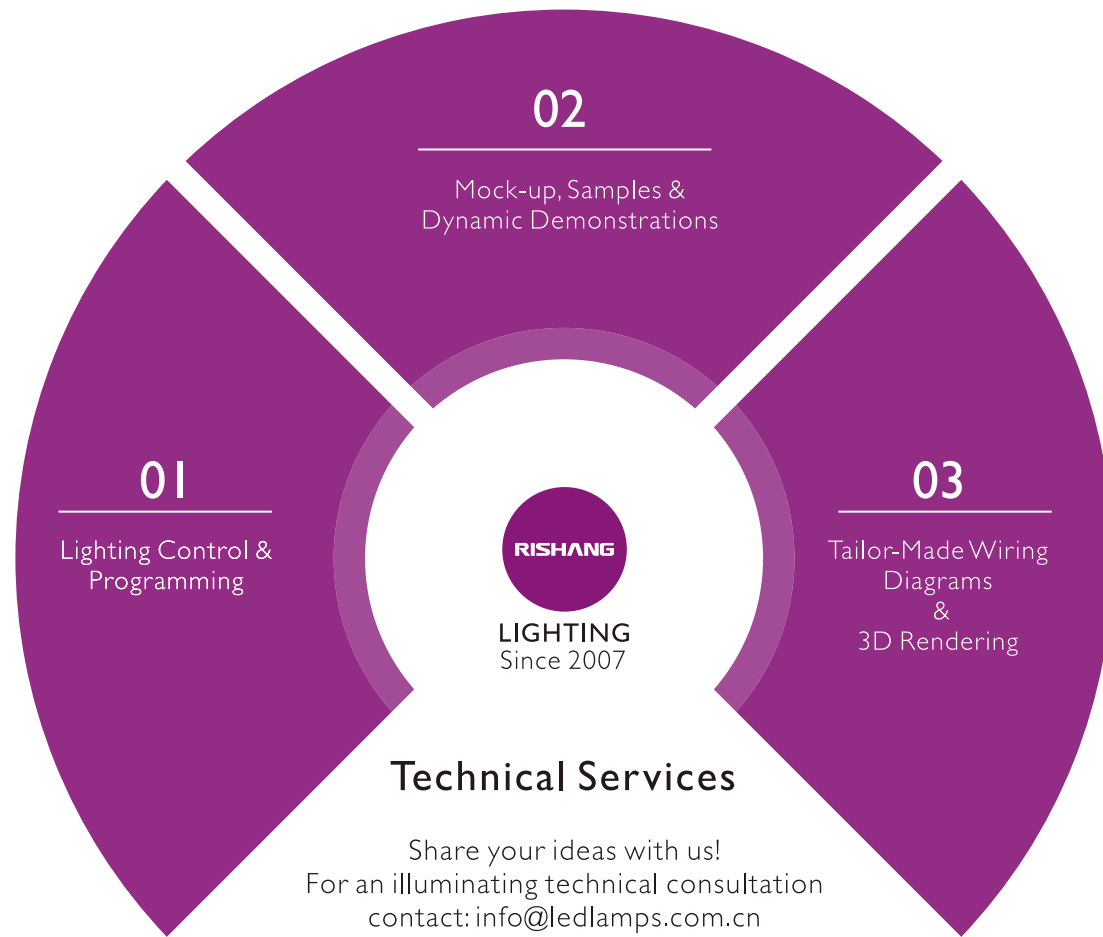 02
Mock-up, Samples &
Dynamic Demonstrations
01
Lighting Control &
Programming
03
Tailor-Made Wiring
Diagrams
&
3D Rendering
RISHANG
LIGHTING
Since 2007
Technical Services
Share your ideas with us!
For an illuminating technical consultation
contact: info@ledlamps.com.cn